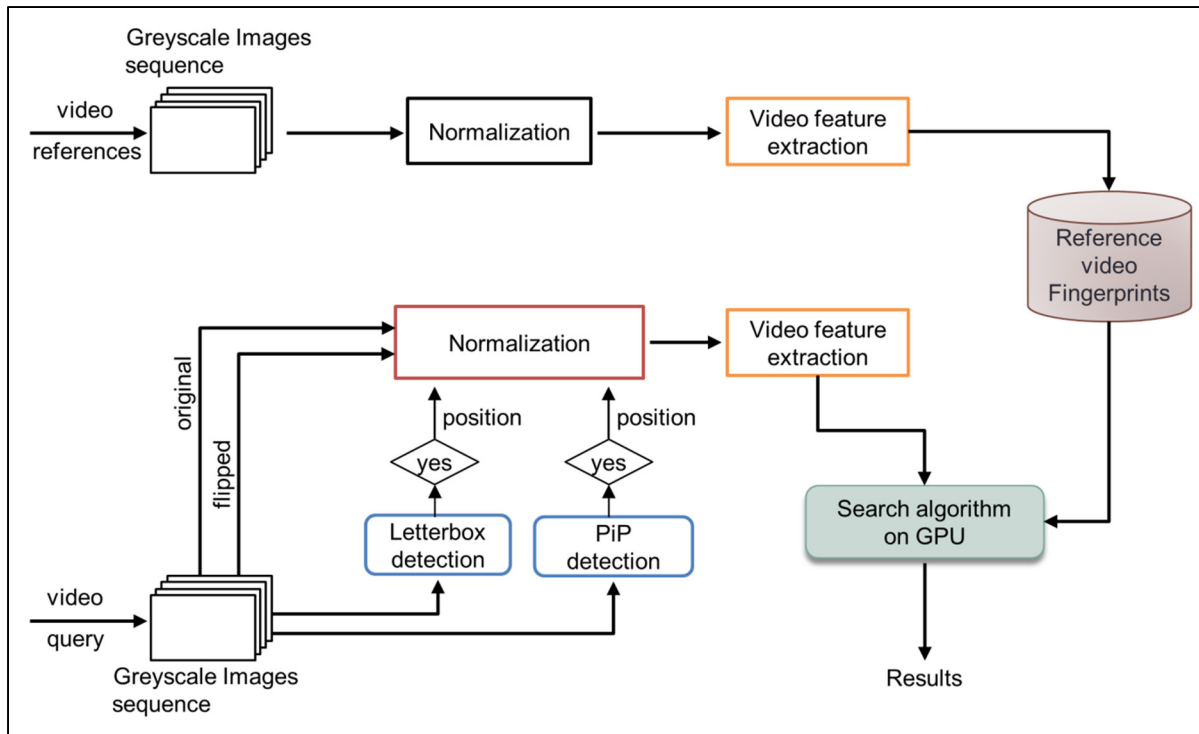 Greyscale Images
sequence
video
references
Normalization
Video feature
extraction
Reference
video
Fingerprints
original
flipped
Normalization
Video feature
extraction
position
position
yes
yes
Letterbox
detection
PiP
detection
Search algorithm
on GPU
video
query
Greyscale Images
sequence
Results